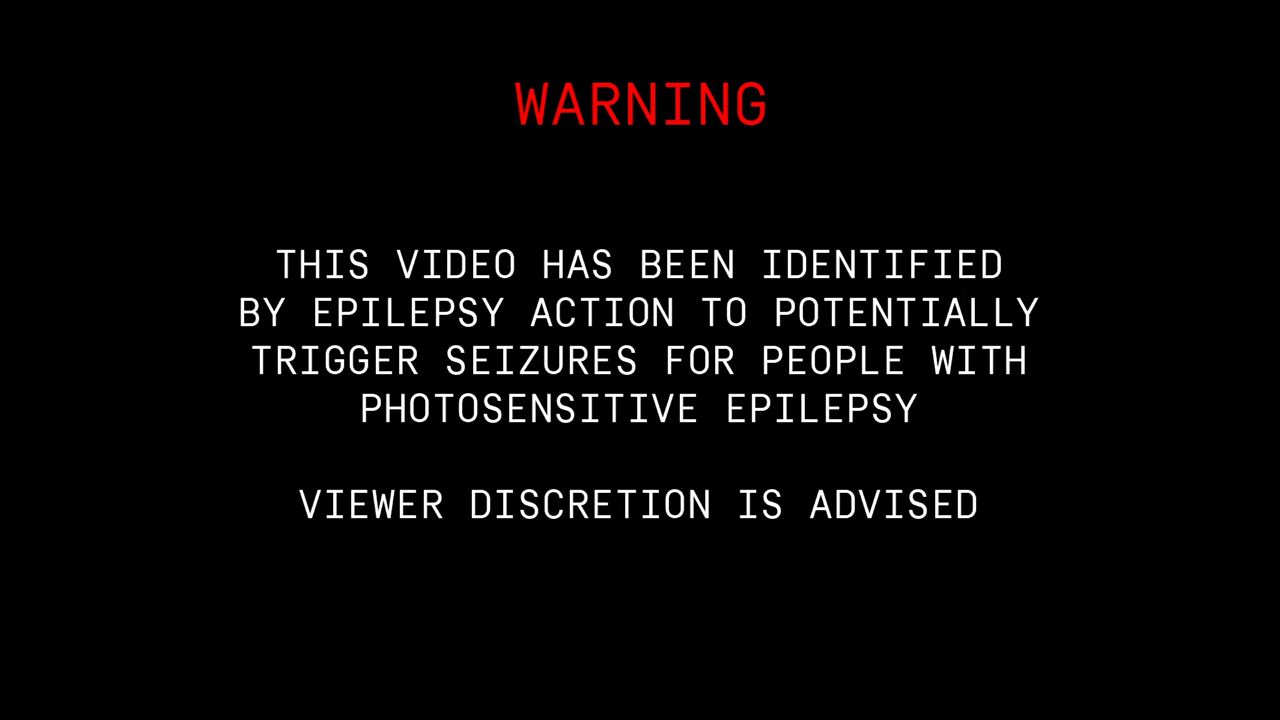 WARNING
THIS VIDEO HAS BEEN IDENTIFIED
BY EPILEPSY ACTION TO POTENTIALLY
TRIGGER SEIZURES FOR PEOPLE WITH
PHOTOSENSITIVE EPILEPSY
VIEWER DISCRETION IS ADVISED